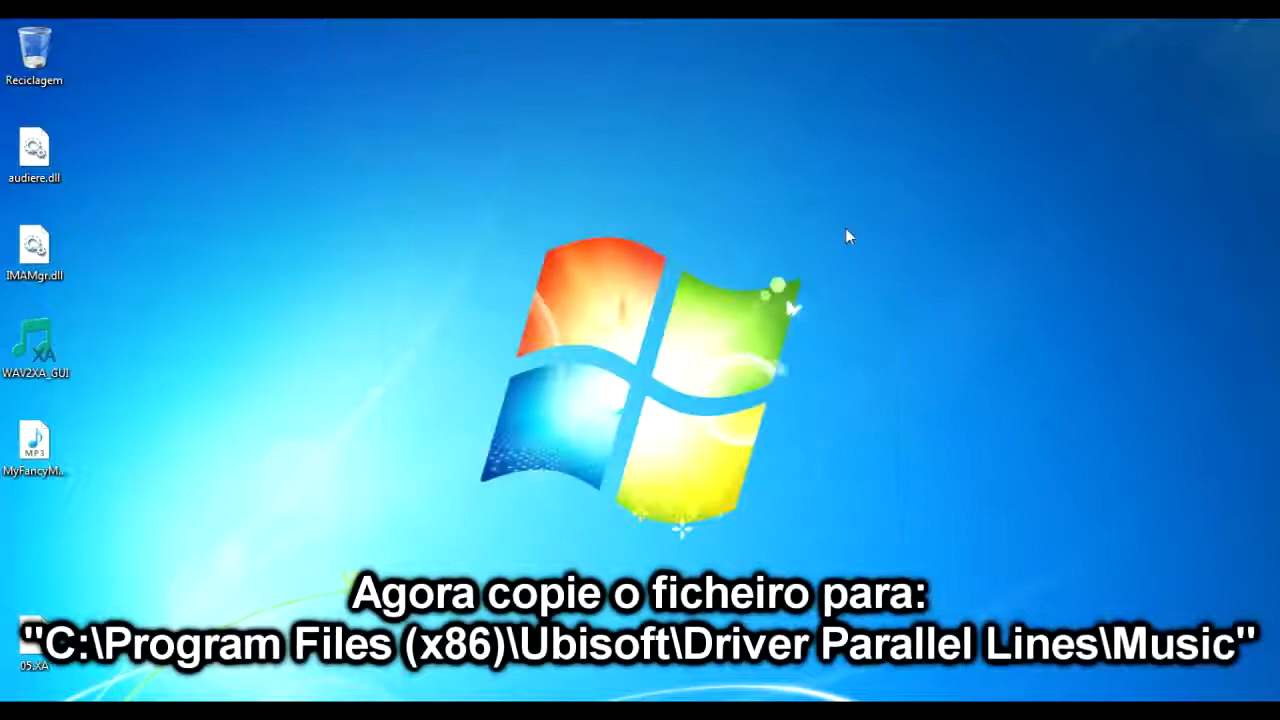 Reciclagem
audiere.dll
IMAMgr.dll
WAV2XA_GUI
MP3
MyFancyM...
Agora copie o ficheiro para:
"C:\Program Files (x86)\Ubisoft\Driver Parallel Lines\Music"
05.XA